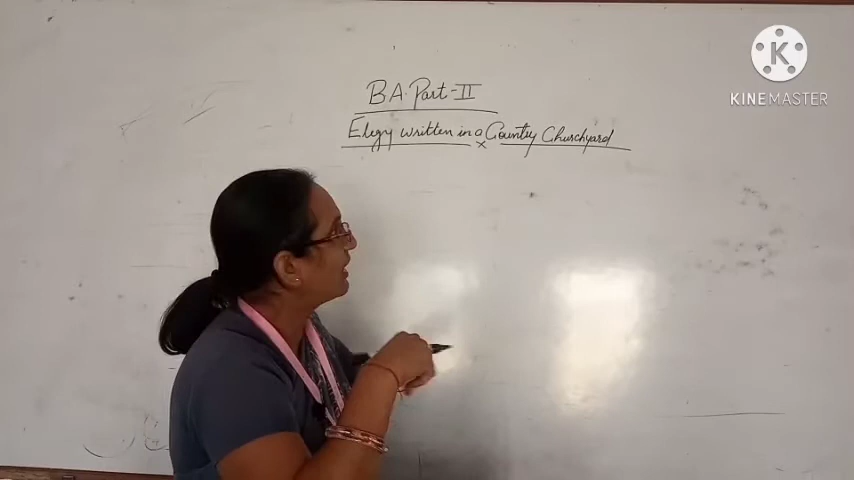 BA. Part-II
Elegy written in a Country Churchyard
K
KINEMASTER